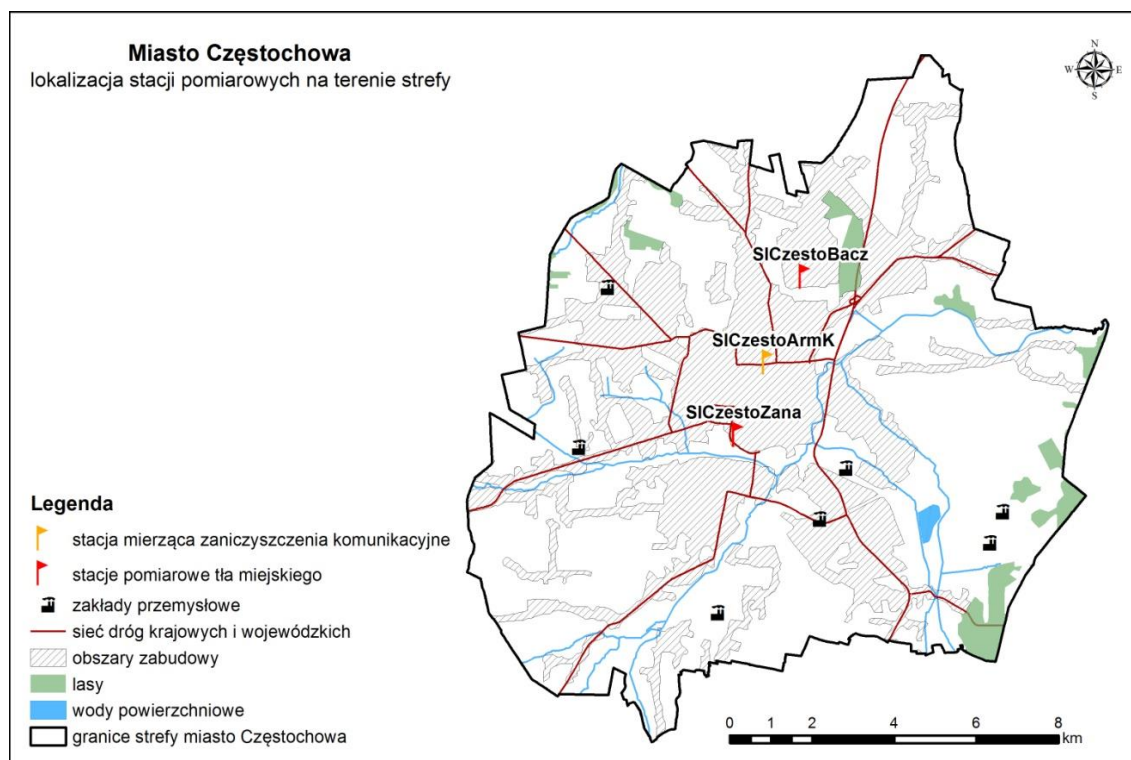 Miasto Częstochowa
lokalizacja stacji pomiarowych na terenie strefy
N
W E
S
SlCzestoBacz
SlCzestoArmK
SlCzestoZana
Legenda
stacja mierząca zaniczyszczenia komunikacyjne
stacje pomiarowe tła miejskiego
zakłady przemysłowe
sieć dróg krajowych i wojewódzkich
obszary zabudowy
lasy
wody powierzchniowe
granice strefy miasto Częstochowa
0 1 2 4 6 8
km